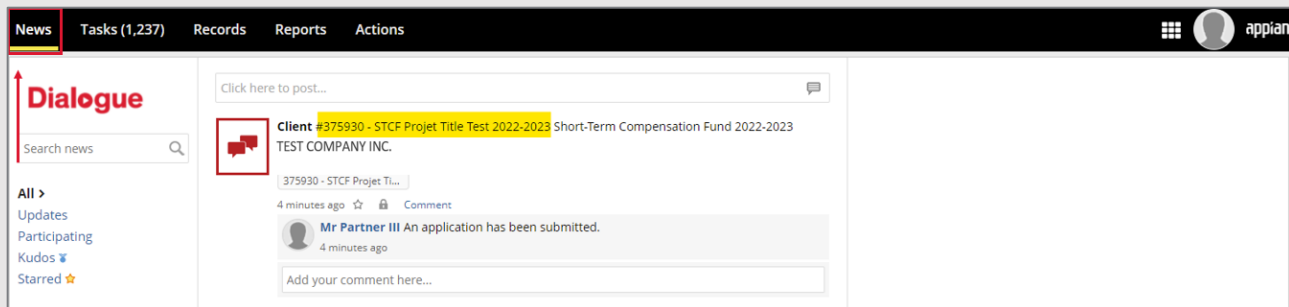 News Tasks (1,237) Records Reports Actions appian
Dialogue
Search news
All >
Updates
Participating
Kudos
Starred
Click here to post...
Client #375930 - STCF Projet Title Test 2022-2023 Short-Term Compensation Fund 2022-2023
TEST COMPANY INC.
375930 - STCF Projet Ti...
4 minutes ago Comment
Mr Partner III An application has been submitted.
4 minutes ago
Add your comment here...